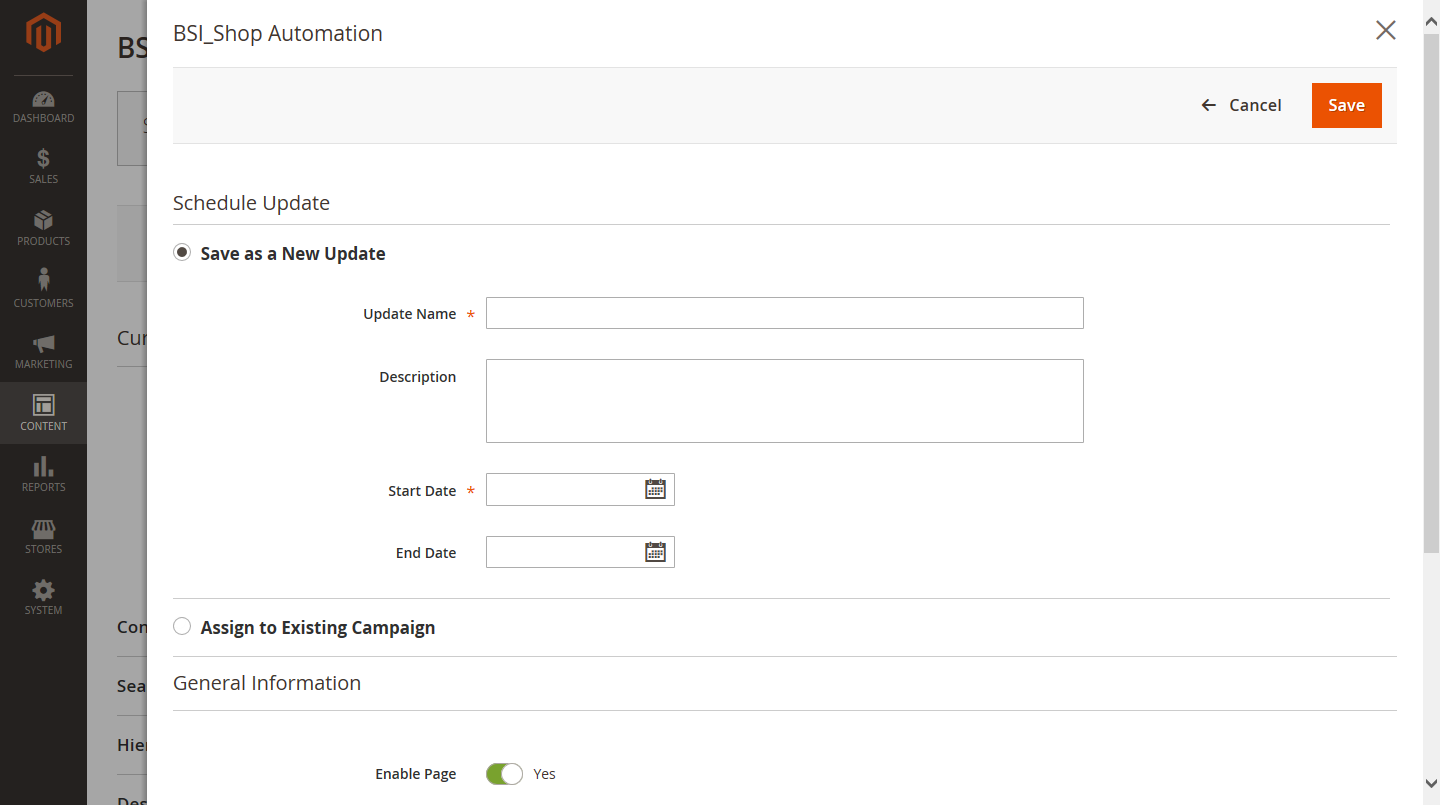 BSI_Shop Automation
Cancel
Save
DASHBOARD
SALES
PRODUCTS
CUSTOMERS
MARKETING
CONTENT
REPORTS
STORES
SYSTEM
BS
Cur
Con
Sea
Hie
Des
Schedule Update
Save as a New Update
Update Name *
Description
Start Date *
End Date
Assign to Existing Campaign
General Information
Enable Page Yes